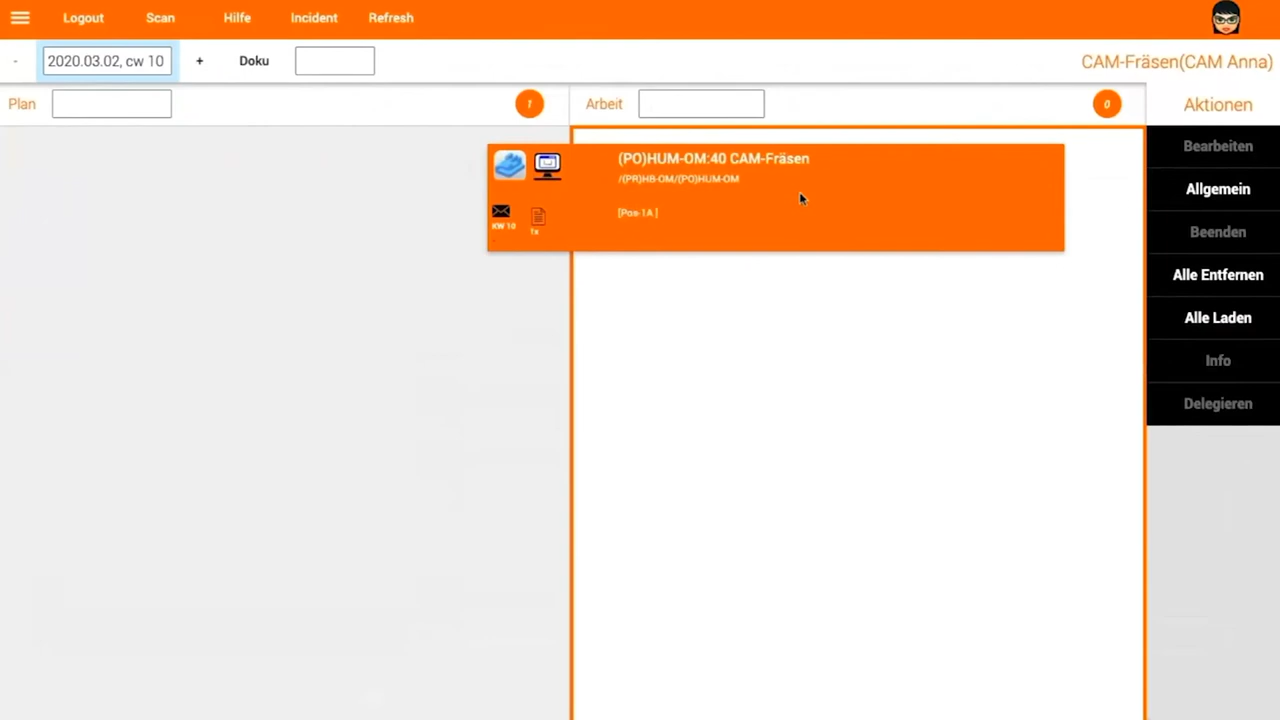 Logout Scan Hilfe Incident Refresh
- 2020.03.02, cw 10 + Doku CAM-Fräsen(CAM Anna)
Plan 1 Arbeit 0 Aktionen
(PO)HUM-OM:40 CAM-Fräsen
/(PR)HB-OM/(PO)HUM-OM
[Pos-1A ]
KW 10 1x
Bearbeiten
Allgemein
Beenden
Alle Entfernen
Alle Laden
Info
Delegieren